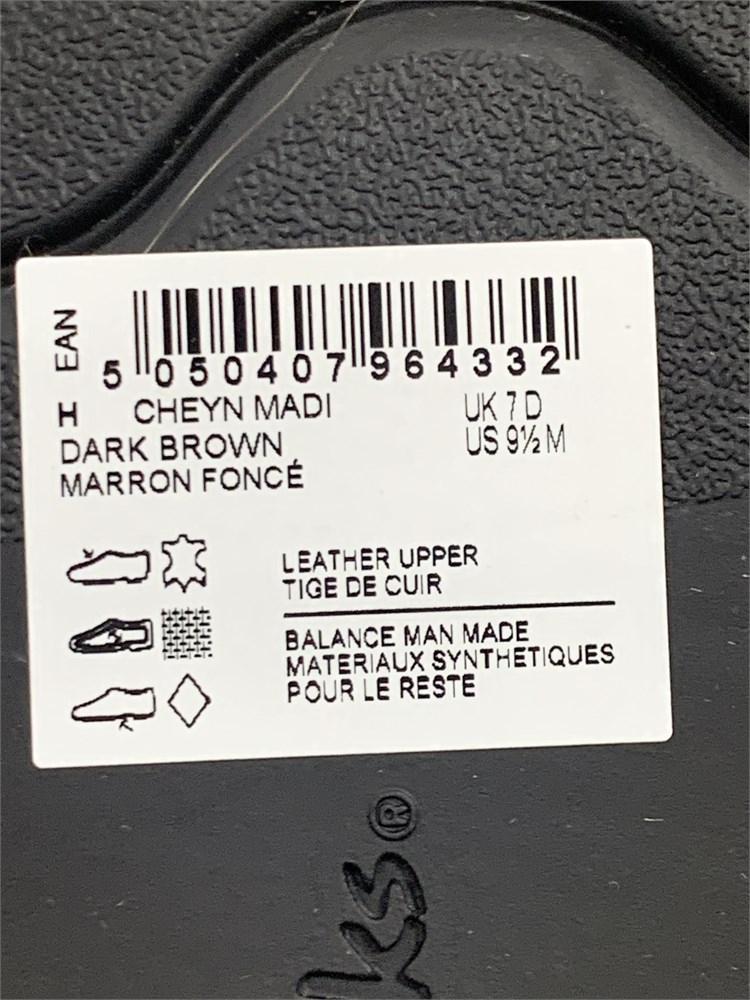 EAN
5 050407 964332
H CHEYN MADI UK 7 D
DARK BROWN US 9½ M
MARRON FONCÉ
LEATHER UPPER
TIGE DE CUIR
BALANCE MAN MADE
MATERIAUX SYNTHETIQUES
POUR LE RESTE
ks®